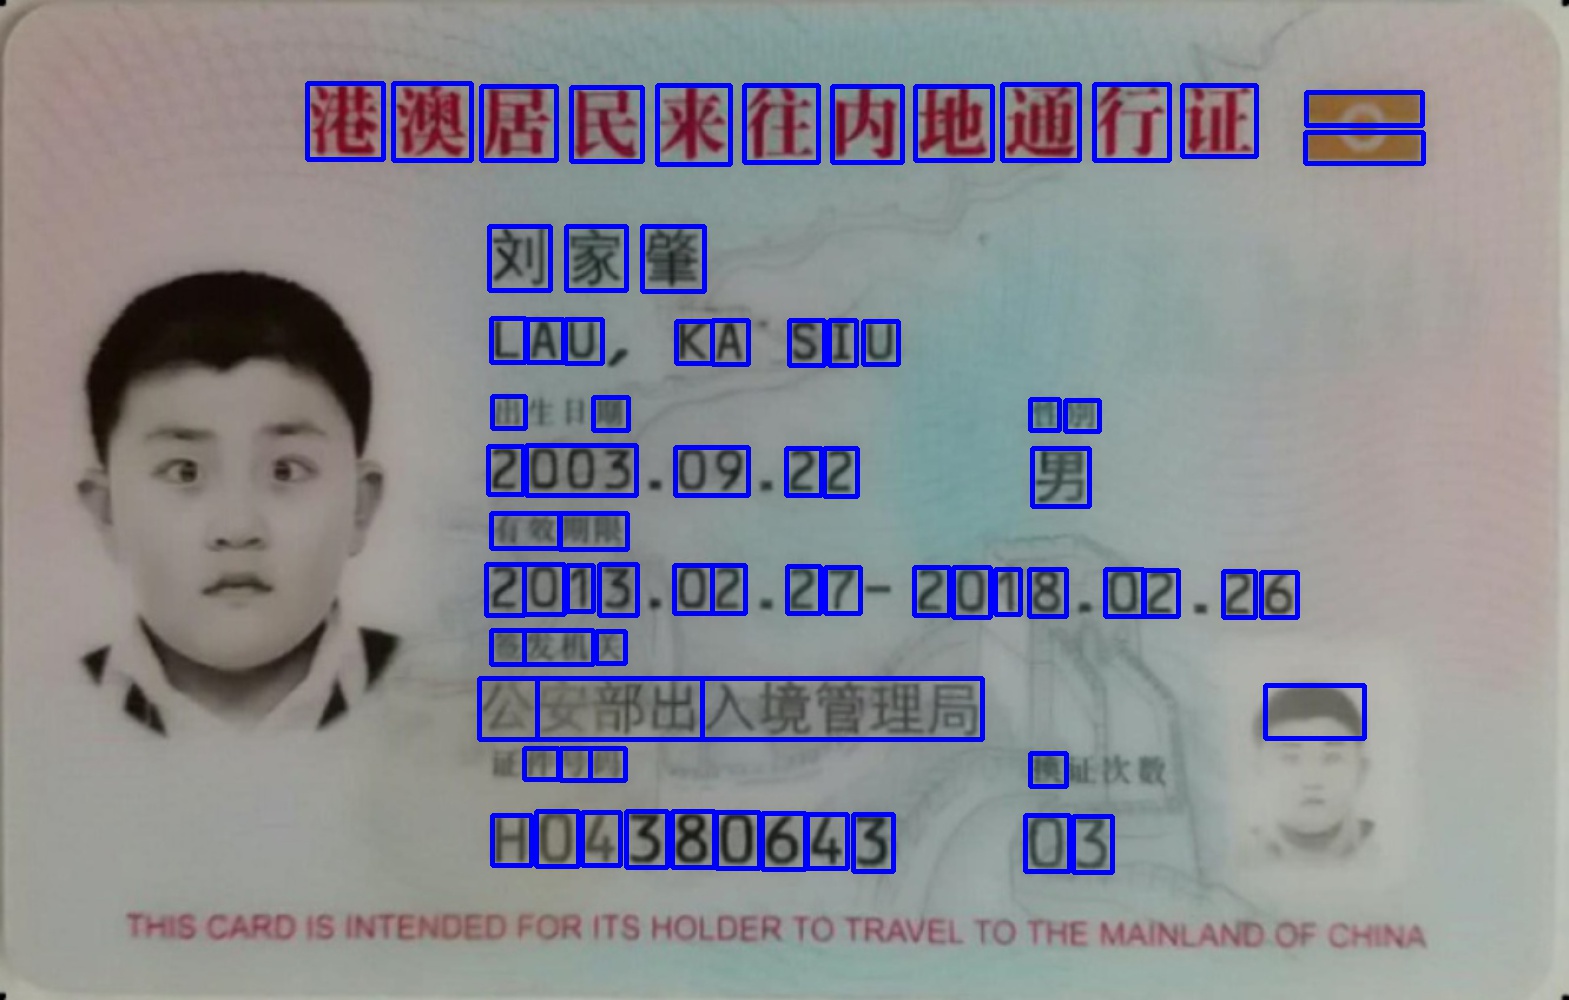 港澳居民来往内地通行证
刘家肇
LAU, KA SIU
出生日期 性别
2003.09.22 男
有效期限
2013.02.27- 2018.02.26
签发机关
公安部出入境管理局
证件号码 换证次数
H04380643 03
THIS CARD IS INTENDED FOR ITS HOLDER TO TRAVEL TO THE MAINLAND OF CHINA